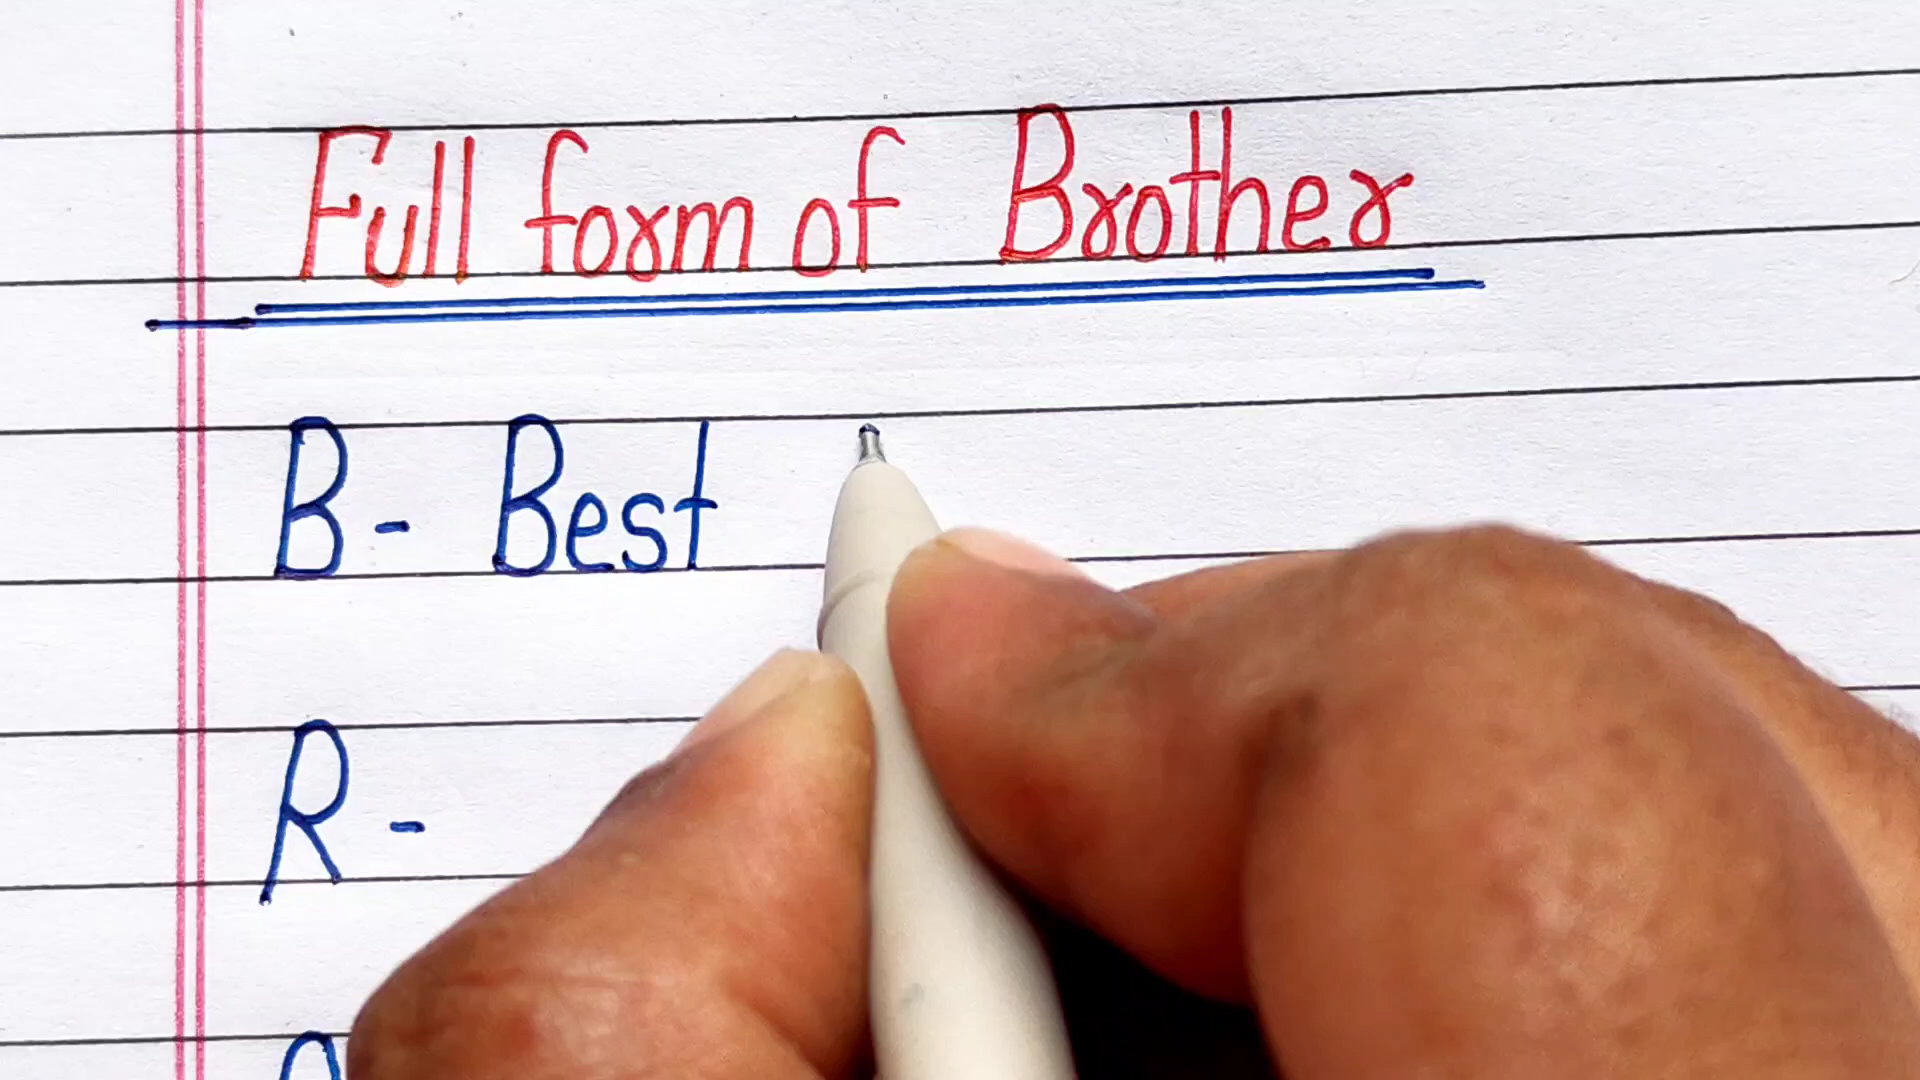 Full form of Brother
B - Best
R -